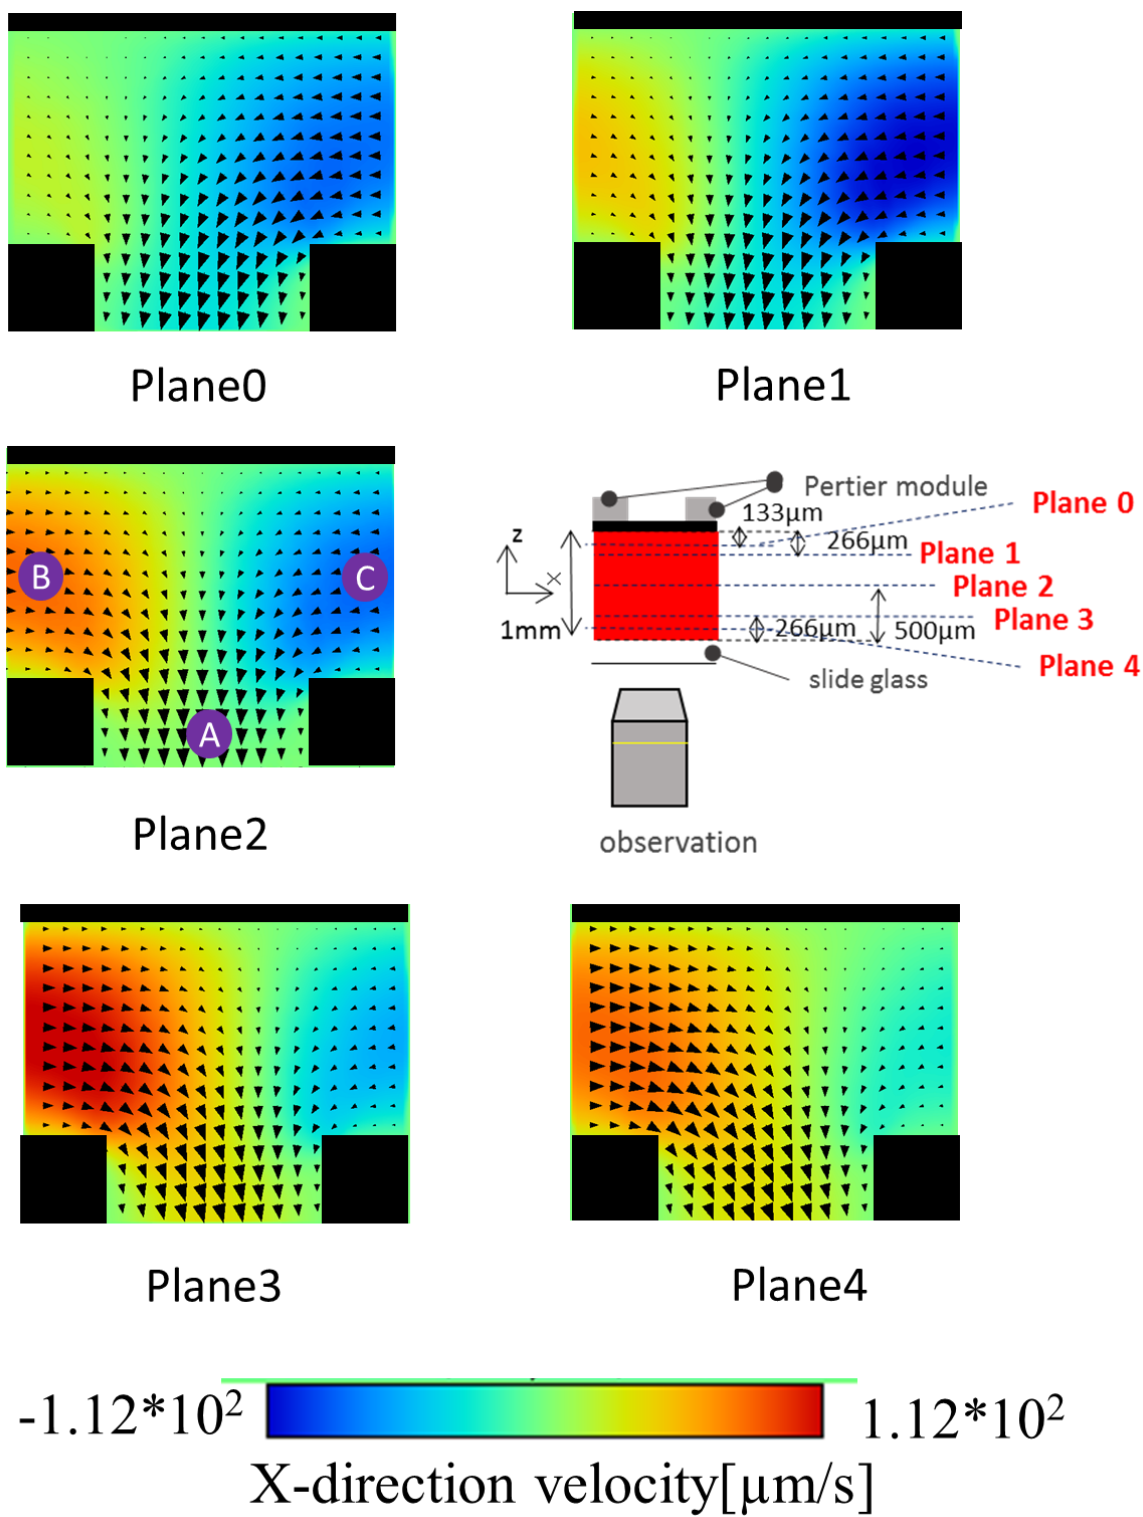 Plane0
Plane1
B
C
A
Plane2
Pertier module
133μm
266μm
Plane 0
Plane 1
Plane 2
Plane 3
Plane 4
z
x
1mm
266μm
500μm
slide glass
observation
Plane3
Plane4
-1.12*10²
1.12*10²
X-direction velocity[μm/s]